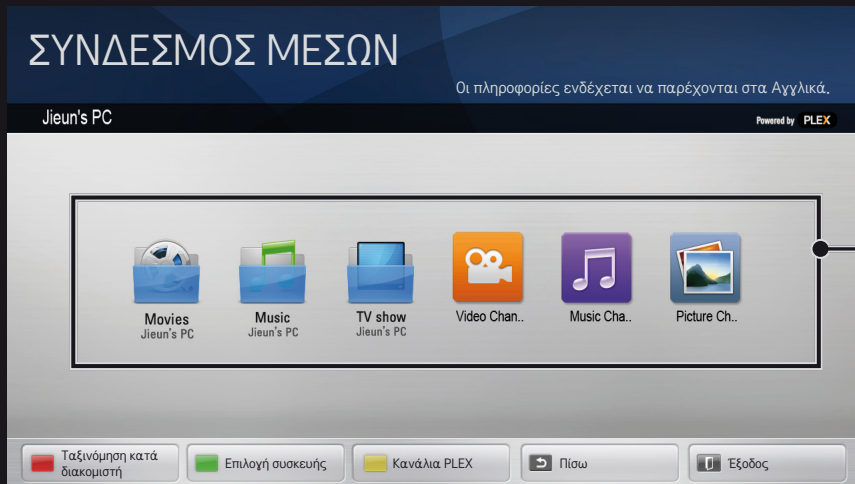 ΣΥΝΔΕΣΜΟΣ ΜΕΣΩΝ
Οι πληροφορίες ενδέχεται να παρέχονται στα Αγγλικά.
Jieun's PC
Powered by PLEX
Movies
Jieun's PC
Music
Jieun's PC
TV show
Jieun's PC
Video Chan..
Music Cha..
Picture Ch..
Ταξινόμηση κατά
διακομιστή
Επιλογή συσκευής
Κανάλια PLEX
Πίσω
Έξοδος